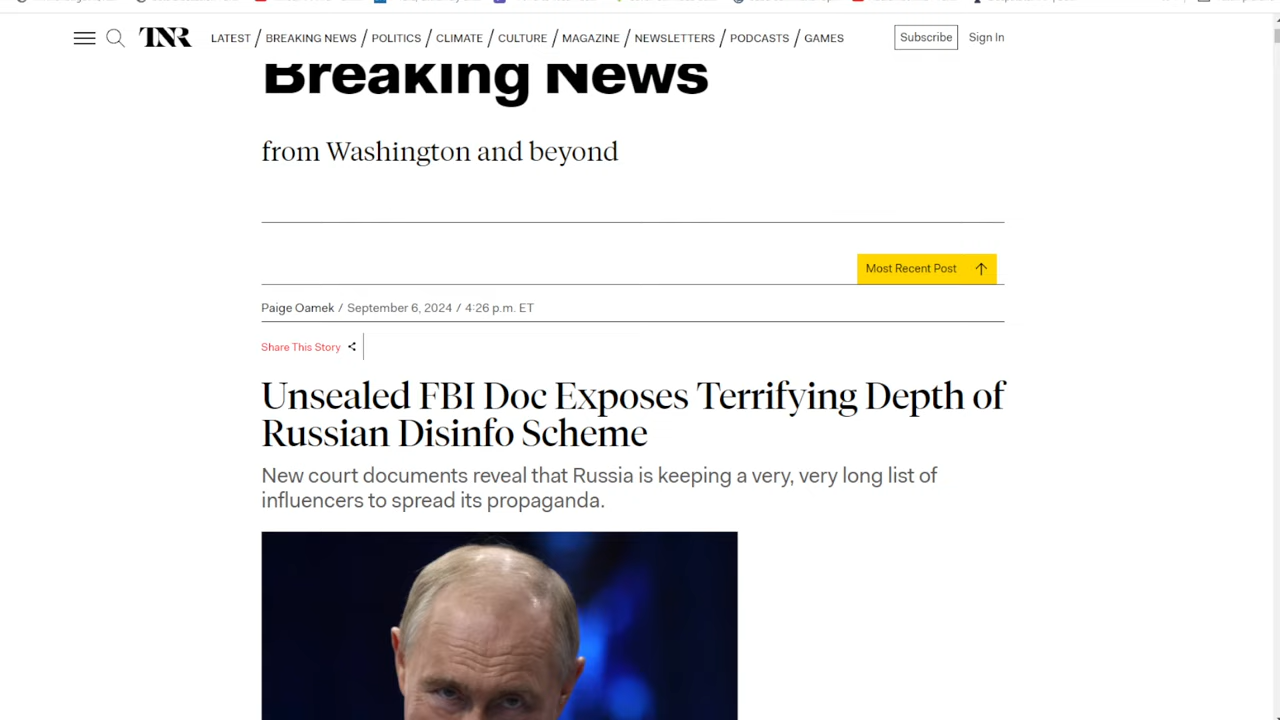 TNR LATEST / BREAKING NEWS / POLITICS / CLIMATE / CULTURE / MAGAZINE / NEWSLETTERS / PODCASTS / GAMES Subscribe Sign In
Breaking News
from Washington and beyond
Most Recent Post ↑
Paige Oamek / September 6, 2024 / 4:26 p.m. ET
Share This Story
Unsealed FBI Doc Exposes Terrifying Depth of
Russian Disinfo Scheme
New court documents reveal that Russia is keeping a very, very long list of
influencers to spread its propaganda.